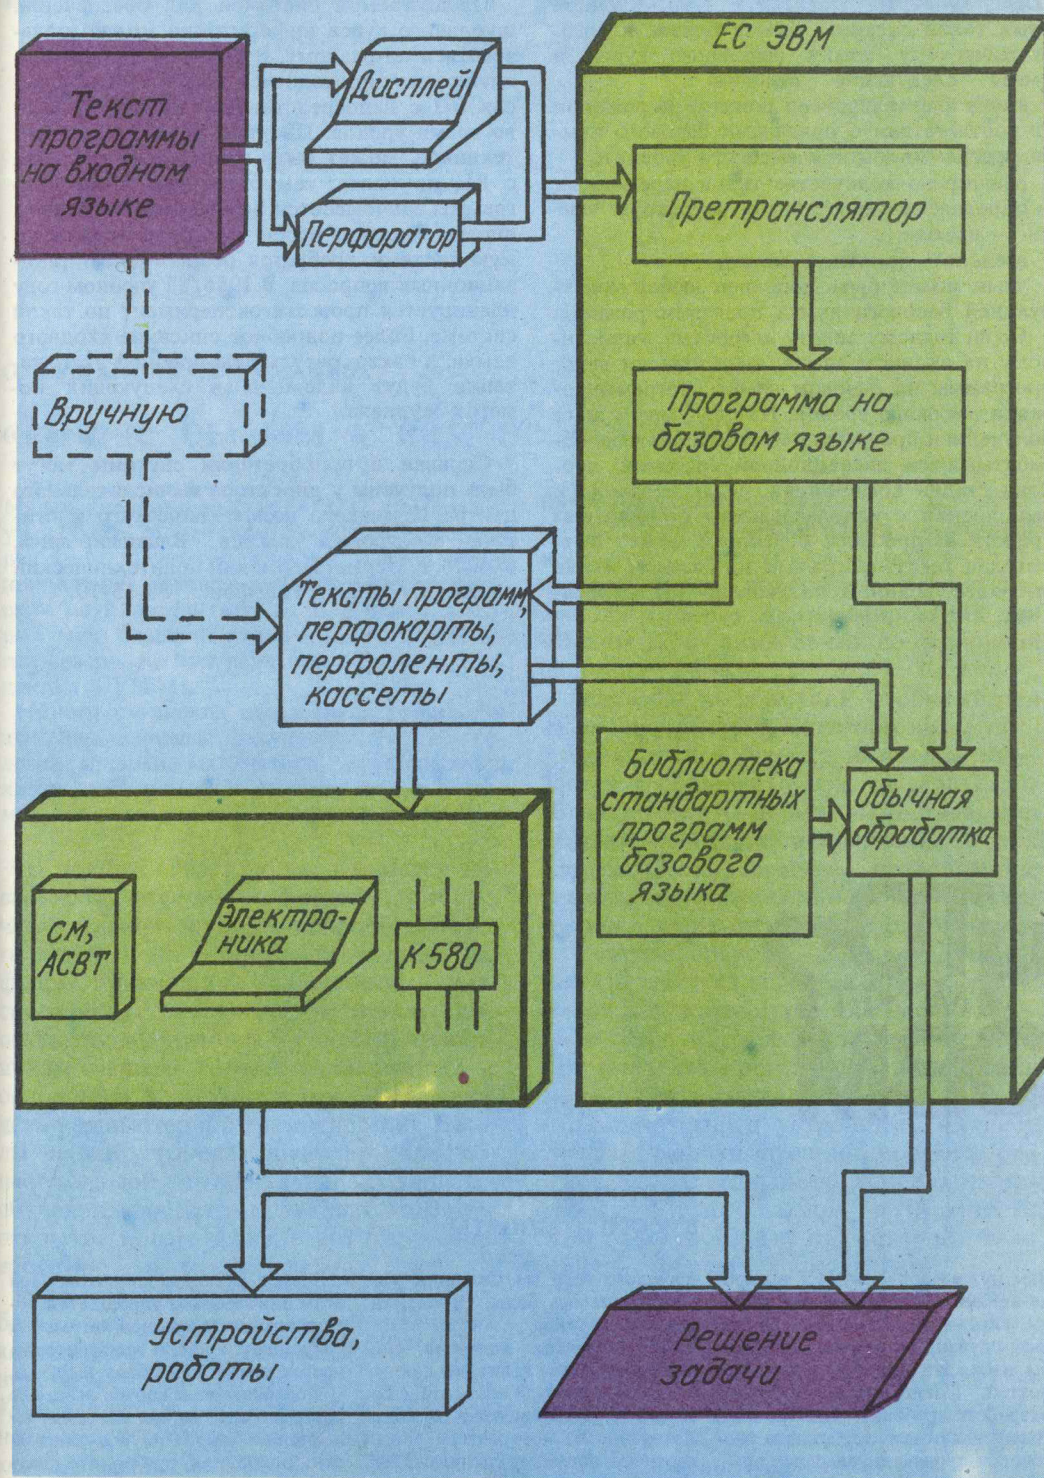 ЕС ЭВМ
Текст
программы
на входном
языке
Дисплей
Перфоратор
Претранслятор
Вручную
Программа на
базовом языке
Тексты программ,
перфокарты,
перфоленты,
кассеты
Библиотека
стандартных
программ
базового
языка
Обычная
обработка
СМ,
АСВТ
Электро-
ника
К580
Устройства,
работы
Решение
задачи